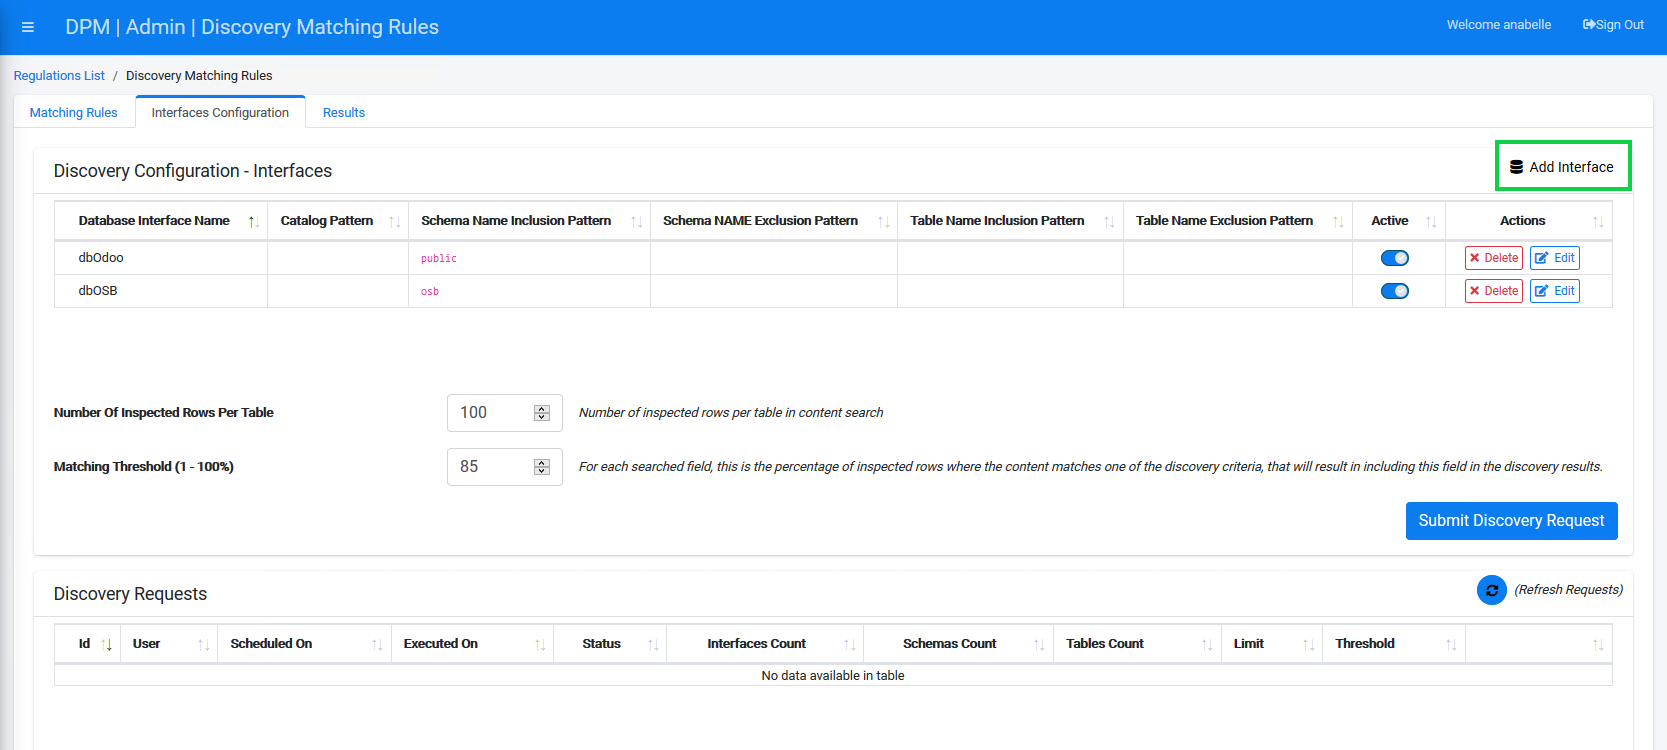 DPM | Admin | Discovery Matching Rules
Welcome anabelle
Sign Out
Regulations List / Discovery Matching Rules
Matching Rules
Interfaces Configuration
Results
Discovery Configuration - Interfaces
Add Interface
Database Interface Name
Catalog Pattern
Schema Name Inclusion Pattern
Schema NAME Exclusion Pattern
Table Name Inclusion Pattern
Table Name Exclusion Pattern
Active
Actions
dbOdoo
public
Delete
Edit
dbOSB
osb
Delete
Edit
Number Of Inspected Rows Per Table
100
Number of inspected rows per table in content search
Matching Threshold (1 - 100%)
85
For each searched field, this is the percentage of inspected rows where the content matches one of the discovery criteria, that will result in including this field in the discovery results.
Submit Discovery Request
Discovery Requests
(Refresh Requests)
Id
User
Scheduled On
Executed On
Status
Interfaces Count
Schemas Count
Tables Count
Limit
Threshold
No data available in table